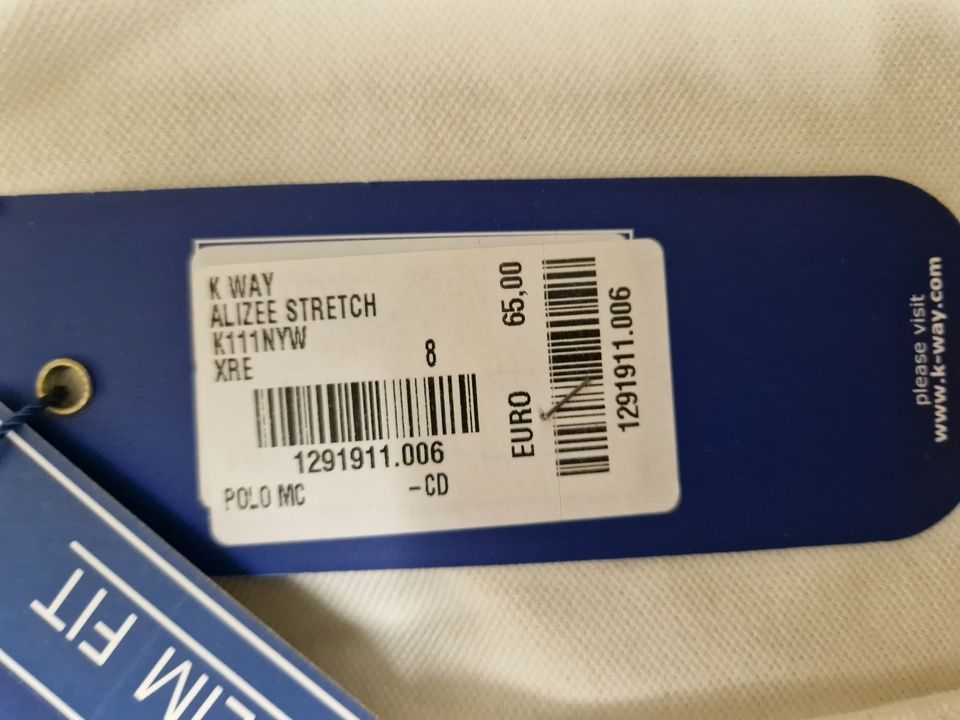 K WAY
ALIZEE STRETCH
K111NYW
XRE 8
1291911.006
POLO MC -CD
EURO 65,00
1291911.006
please visit
www.k-way.com
LIM FIT